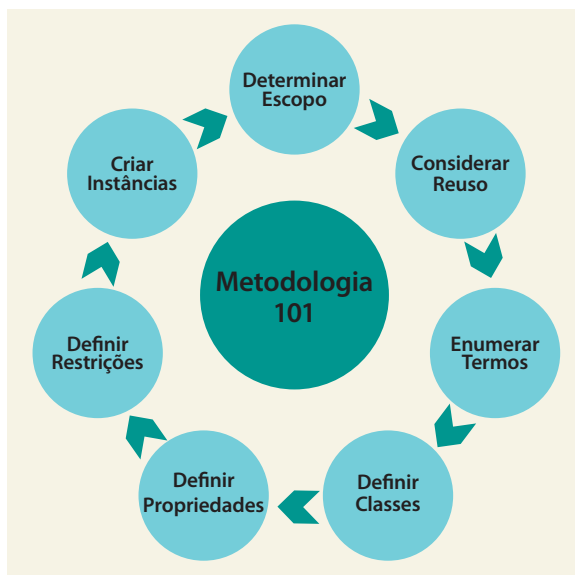 Determinar
Escopo
Considerar
Reuso
Enumerar
Termos
Definir
Classes
Definir
Propriedades
Definir
Restrições
Criar
Instâncias
Metodologia
101